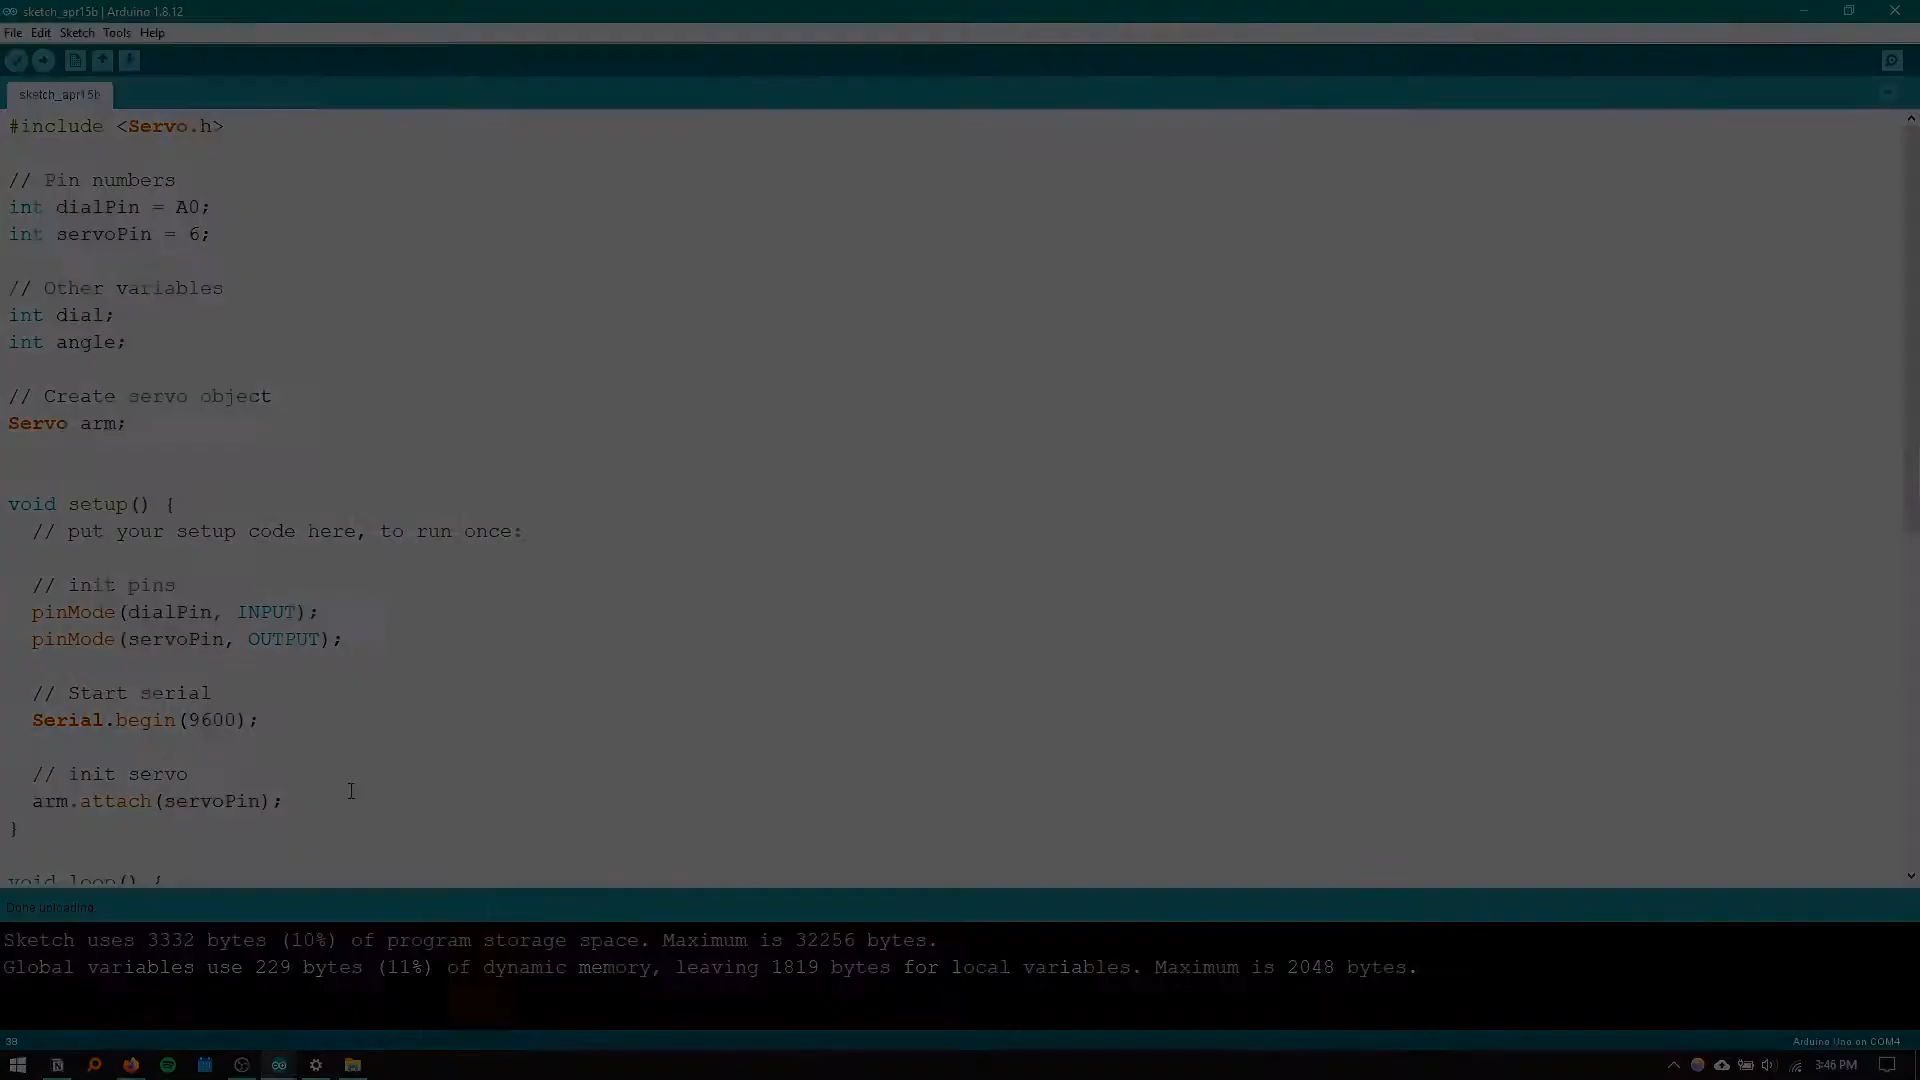 sketch_apr15b | Arduino 1.8.12
File Edit Sketch Tools Help
sketch_apr15b
#include <Servo.h>
// Pin numbers
int dialPin = A0;
int servoPin = 6;
// Other variables
int dial;
int angle;
// Create servo object
Servo arm;
void setup() {
// put your setup code here, to run once:
// init pins
pinMode(dialPin, INPUT);
pinMode(servoPin, OUTPUT);
// Start serial
Serial.begin(9600);
// init servo
arm.attach(servoPin);
}
void loop() {
Done uploading.
Sketch uses 3332 bytes (10%) of program storage space. Maximum is 32256 bytes.
Global variables use 229 bytes (11%) of dynamic memory, leaving 1819 bytes for local variables. Maximum is 2048 bytes.
38
Arduino Uno on COM4
3:46 PM